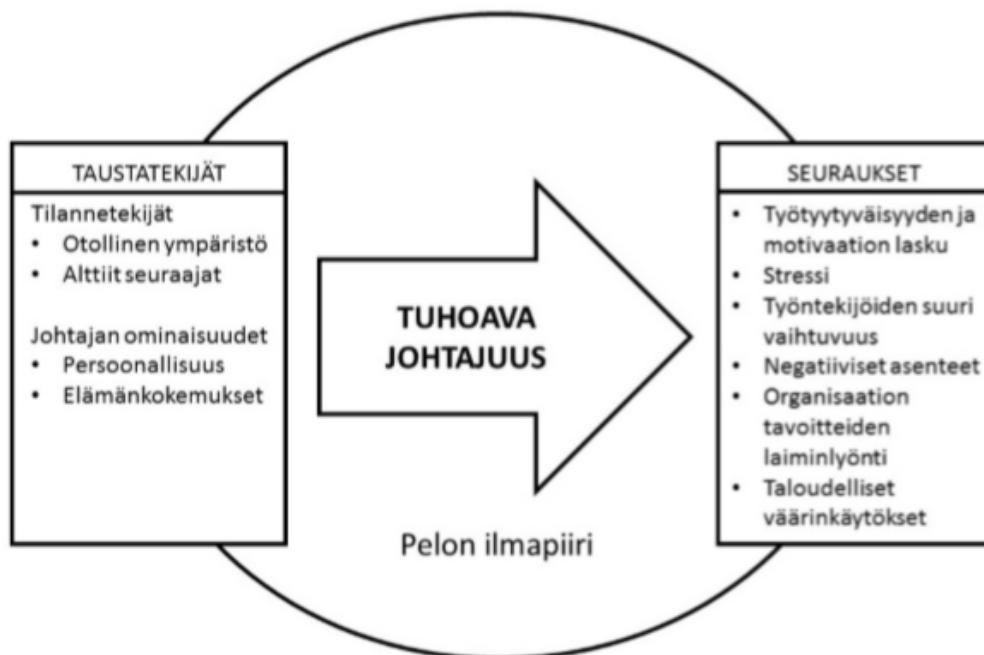 TAUSTATEKIJÄT
Tilannetekijät
• Otollinen ympäristö
• Alttiit seuraajat
Johtajan ominaisuudet
• Persoonallisuus
• Elämänkokemukset
TUHOAVA
JOHTAJUUS
Pelon ilmapiiri
SEURAUKSET
• Työtyytyväisyyden ja
motivaation lasku
• Stressi
• Työntekijöiden suuri
vaihtuvuus
• Negatiiviset asenteet
• Organisaation
tavoitteiden
laiminlyönti
• Taloudelliset
väärinkäytökset